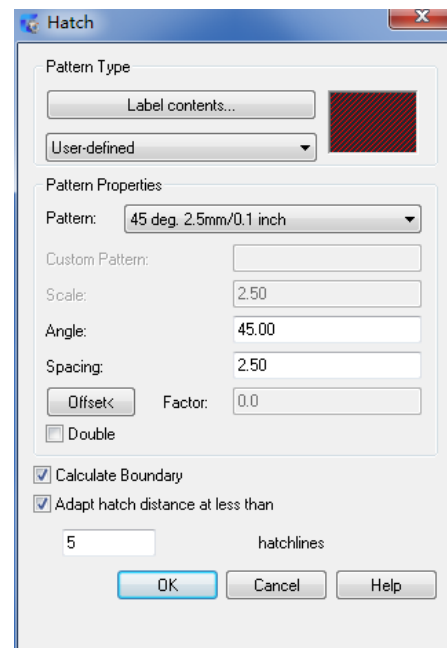 Hatch
Pattern Type
Label contents...
User-defined
Pattern Properties
Pattern: 45 deg. 2.5mm/0.1 inch
Custom Pattern:
Scale: 2.50
Angle: 45.00
Spacing: 2.50
Offset< Factor: 0.0
Double
Calculate Boundary
Adapt hatch distance at less than
5 hatchlines
OK Cancel Help